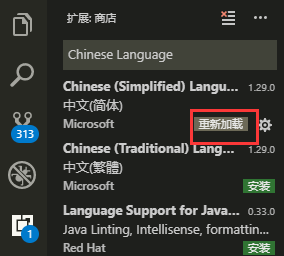 扩展: 商店
Chinese Language
Chinese (Simplified) Langu... 1.29.0
中文(简体)
Microsoft 重新加载
Chinese (Traditional) Lang... 1.29.0
中文(繁體)
Microsoft 安装
Language Support for Java... 0.33.0
Java Linting, Intellisense, formattin...
Red Hat 安装
313
1